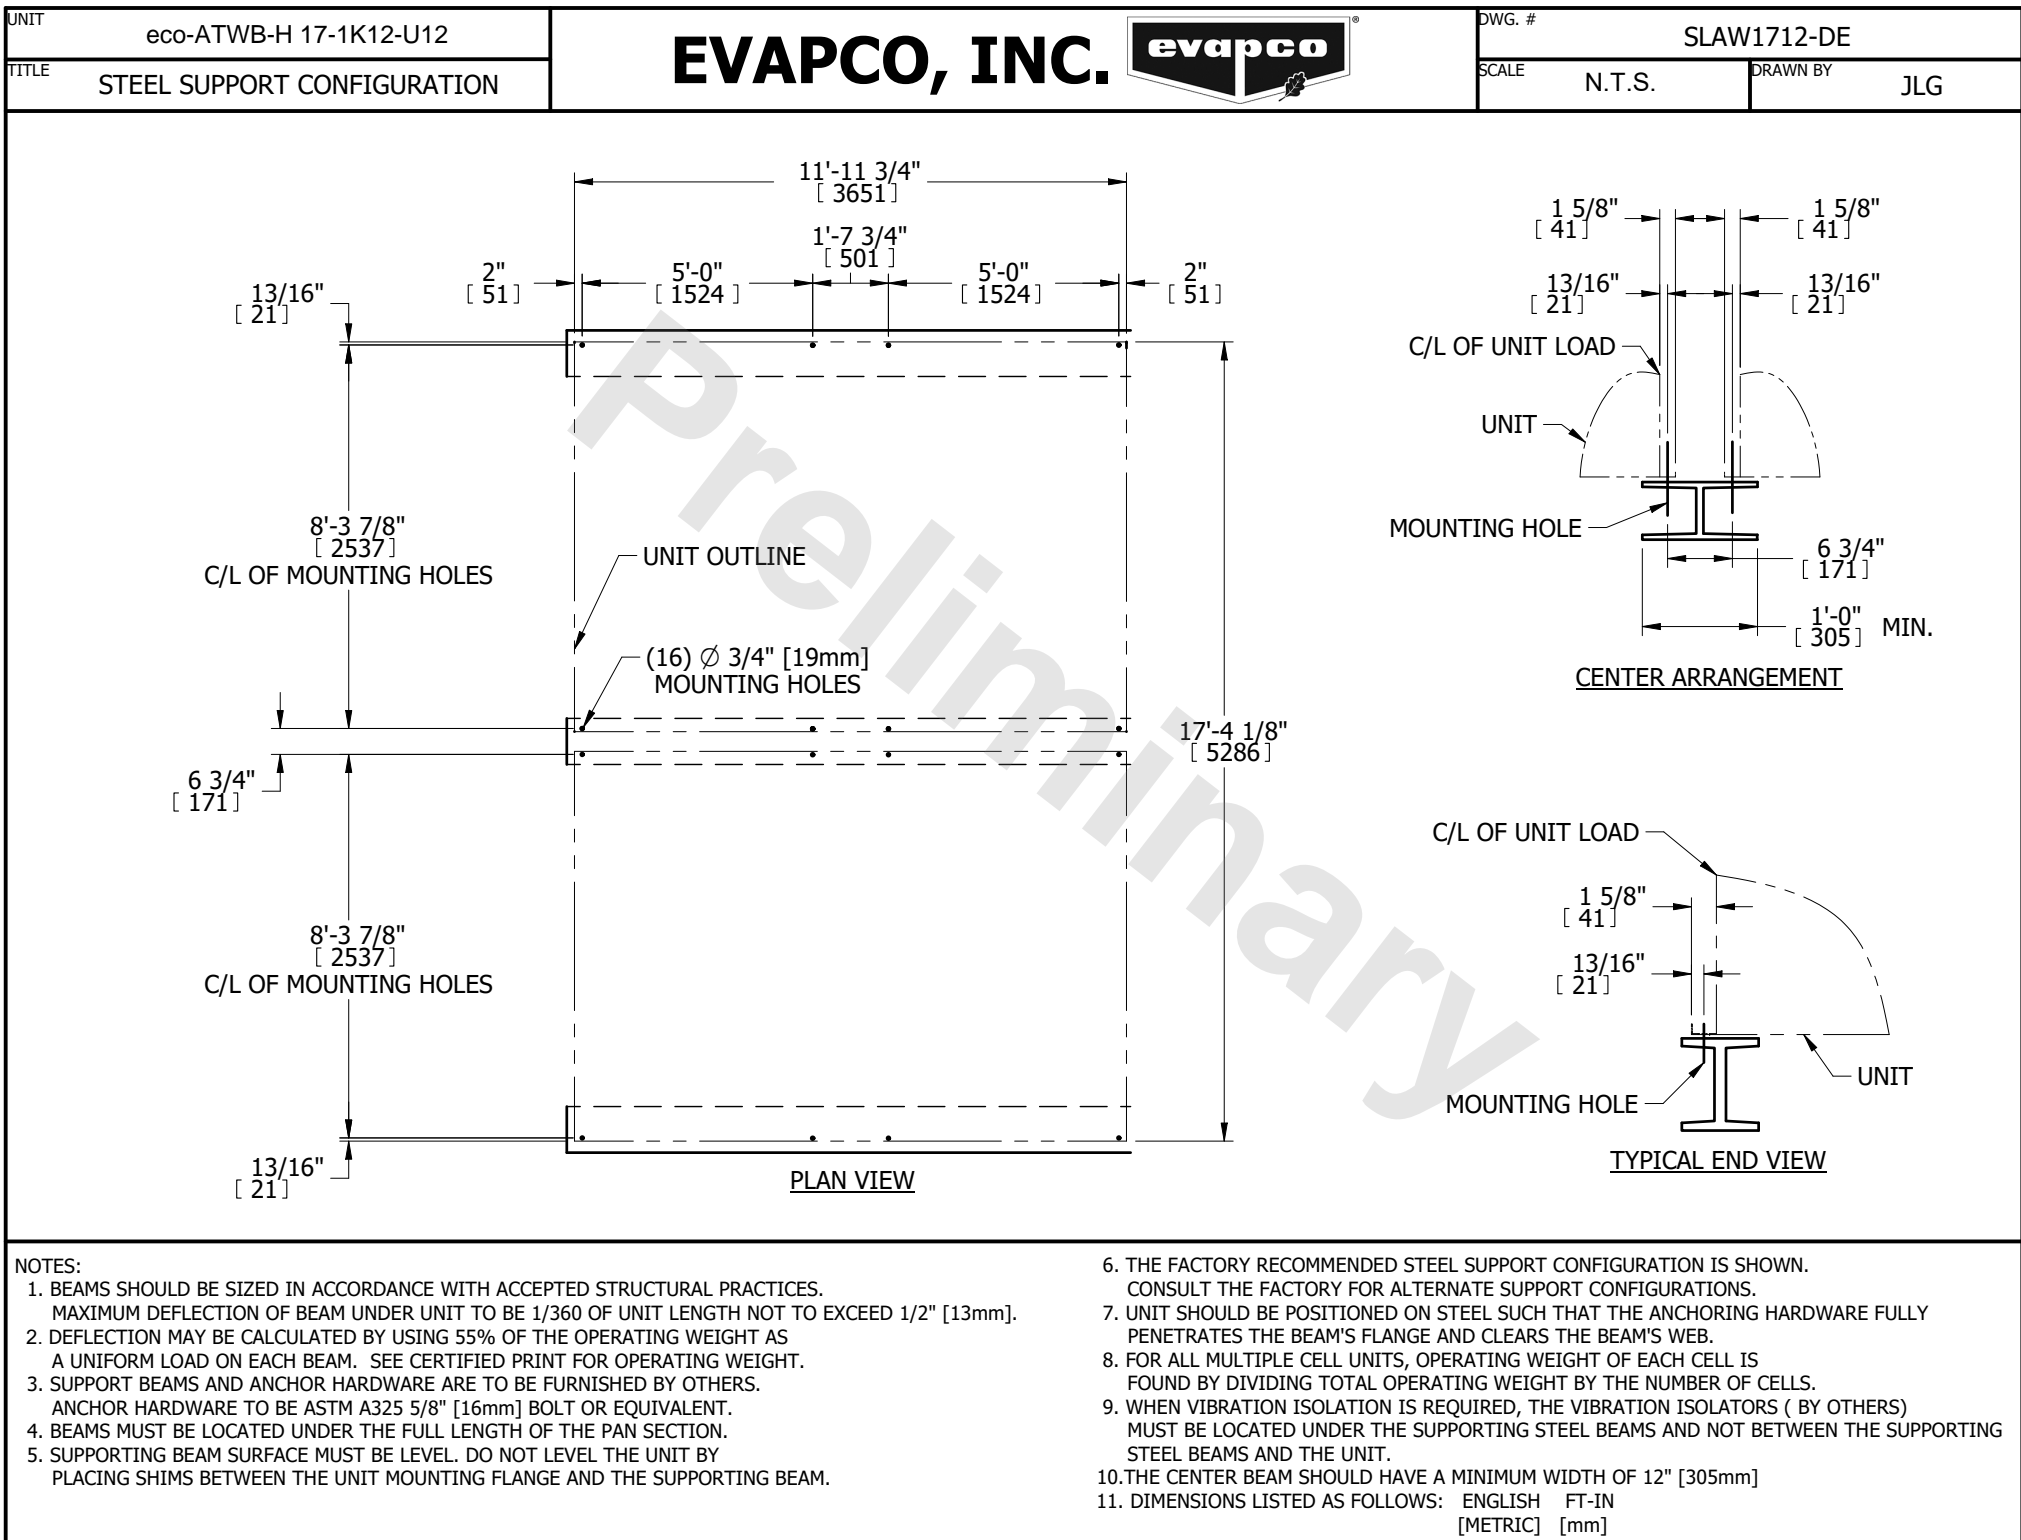 UNIT
eco-ATWB-H 17-1K12-U12
TITLE
STEEL SUPPORT CONFIGURATION
EVAPCO, INC.
evapco
®
DWG. #
SLAW1712-DE
SCALE
N.T.S.
DRAWN BY
JLG
11'-11 3/4"
[ 3651]
1'-7 3/4"
[ 501 ]
2"
[ 51]
5'-0"
[ 1524 ]
5'-0"
[ 1524]
2"
[ 51]
13/16"
[ 21]
8'-3 7/8"
[ 2537]
C/L OF MOUNTING HOLES
UNIT OUTLINE
(16) Ø 3/4" [19mm]
MOUNTING HOLES
6 3/4"
[ 171]
17'-4 1/8"
[ 5286]
8'-3 7/8"
[ 2537]
C/L OF MOUNTING HOLES
13/16"
[ 21]
PLAN VIEW
Preliminary
1 5/8"
[ 41]
1 5/8"
[ 41]
13/16"
[ 21]
13/16"
[ 21]
C/L OF UNIT LOAD
UNIT
MOUNTING HOLE
6 3/4"
[ 171]
1'-0"
[ 305] MIN.
CENTER ARRANGEMENT
C/L OF UNIT LOAD
1 5/8"
[ 41]
13/16"
[ 21]
UNIT
MOUNTING HOLE
TYPICAL END VIEW
NOTES:
1. BEAMS SHOULD BE SIZED IN ACCORDANCE WITH ACCEPTED STRUCTURAL PRACTICES.
MAXIMUM DEFLECTION OF BEAM UNDER UNIT TO BE 1/360 OF UNIT LENGTH NOT TO EXCEED 1/2" [13mm].
2. DEFLECTION MAY BE CALCULATED BY USING 55% OF THE OPERATING WEIGHT AS
A UNIFORM LOAD ON EACH BEAM. SEE CERTIFIED PRINT FOR OPERATING WEIGHT.
3. SUPPORT BEAMS AND ANCHOR HARDWARE ARE TO BE FURNISHED BY OTHERS.
ANCHOR HARDWARE TO BE ASTM A325 5/8" [16mm] BOLT OR EQUIVALENT.
4. BEAMS MUST BE LOCATED UNDER THE FULL LENGTH OF THE PAN SECTION.
5. SUPPORTING BEAM SURFACE MUST BE LEVEL. DO NOT LEVEL THE UNIT BY
PLACING SHIMS BETWEEN THE UNIT MOUNTING FLANGE AND THE SUPPORTING BEAM.
6. THE FACTORY RECOMMENDED STEEL SUPPORT CONFIGURATION IS SHOWN.
CONSULT THE FACTORY FOR ALTERNATE SUPPORT CONFIGURATIONS.
7. UNIT SHOULD BE POSITIONED ON STEEL SUCH THAT THE ANCHORING HARDWARE FULLY
PENETRATES THE BEAM'S FLANGE AND CLEARS THE BEAM'S WEB.
8. FOR ALL MULTIPLE CELL UNITS, OPERATING WEIGHT OF EACH CELL IS
FOUND BY DIVIDING TOTAL OPERATING WEIGHT BY THE NUMBER OF CELLS.
9. WHEN VIBRATION ISOLATION IS REQUIRED, THE VIBRATION ISOLATORS ( BY OTHERS)
MUST BE LOCATED UNDER THE SUPPORTING STEEL BEAMS AND NOT BETWEEN THE SUPPORTING
STEEL BEAMS AND THE UNIT.
10.THE CENTER BEAM SHOULD HAVE A MINIMUM WIDTH OF 12" [305mm]
11. DIMENSIONS LISTED AS FOLLOWS: ENGLISH FT-IN
[METRIC] [mm]